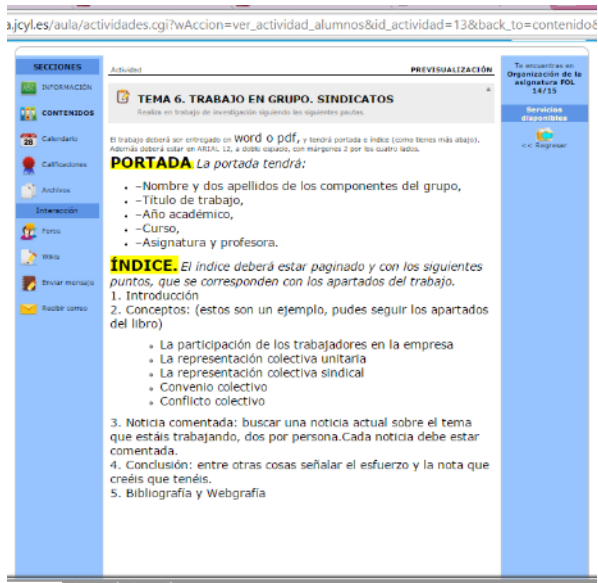 a.jcyl.es/aula/actividades.cgi?wAccion=ver_actividad_alumnos&id_actividad=13&back_to=contenido&
SECCIONES
INFORMACIÓN
CONTENIDOS
28
Calendario
Calificaciones
Archivos
Interacción
Foros
Wikis
Enviar mensaje
Recibir correo
Actividad
PREVISUALIZACIÓN
TEMA 6. TRABAJO EN GRUPO. SINDICATOS
Realiza en trabajo de investigación siguiendo las siguientes pautas.
El trabajo deberá ser entregado en word o pdf, y tendrá portada e índice (como tienes más abajo).
Además deberá estar en ARIAL 12, a doble espacio, con márgenes 2 por los cuatro lados.
PORTADA. La portada tendrá:
• –Nombre y dos apellidos de los componentes del grupo,
• –Título de trabajo,
• –Año académico,
• –Curso,
• –Asignatura y profesora.
ÍNDICE. El índice deberá estar paginado y con los siguientes
puntos, que se corresponden con los apartados del trabajo.
1. Introducción
2. Conceptos: (estos son un ejemplo, pudes seguir los apartados
del libro)
• La participación de los trabajadores en la empresa
• La representación colectiva unitaria
• La representación colectiva sindical
• Convenio colectivo
• Conflicto colectivo
3. Noticia comentada: buscar una noticia actual sobre el tema
que estáis trabajando, dos por persona.Cada noticia debe estar
comentada.
4. Conclusión: entre otras cosas señalar el esfuerzo y la nota que
creéis que tenéis.
5. Bibliografía y Webgrafía
Te encuentras en
Organización de la
asignatura FOL
14/15
Servicios
disponibles
<< Regresar